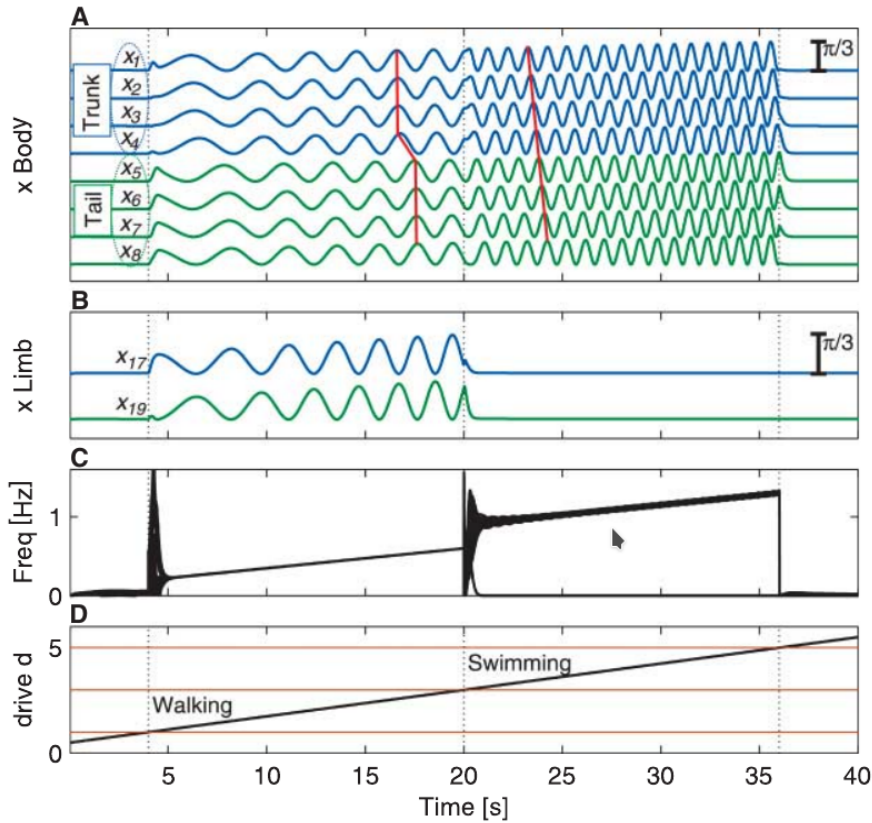 A
x Body
Trunk
Tail
x1
x2
x3
x4
x5
x6
x7
x8
π/3
B
x Limb
x17
x19
π/3
C
Freq [Hz]
1
0
D
drive d
5
0
Walking
Swimming
5 10 15 20 25 30 35 40
Time [s]